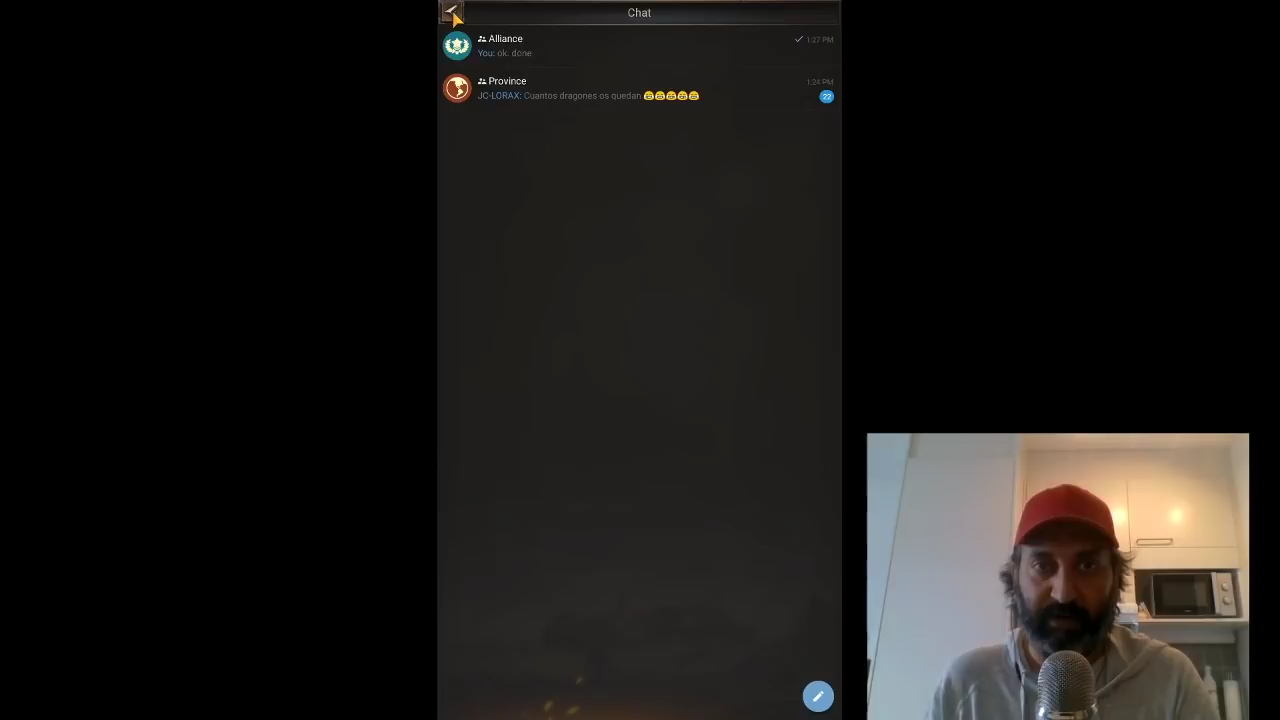 Chat
Alliance
1:27 PM
You: ok. done
Province
1:24 PM
JC-LORAX: Cuantos dragones os quedan
22